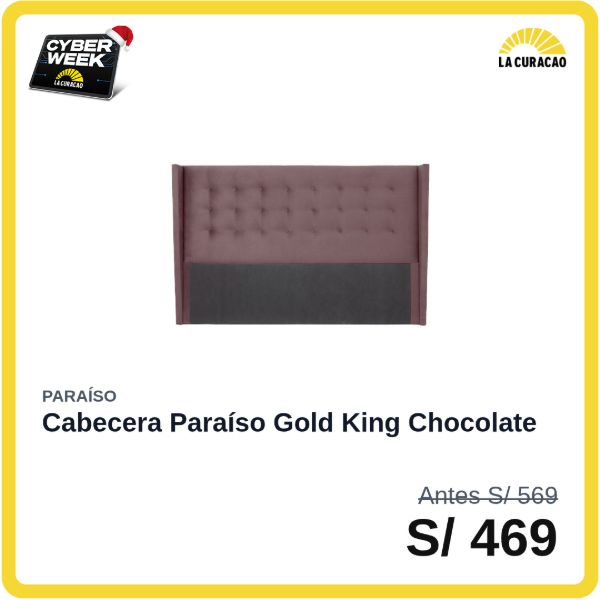 CYBER
WEEK
LA CURACAO
LA CURACAO
PARAÍSO
Cabecera Paraíso Gold King Chocolate
Antes S/ 569
S/ 469